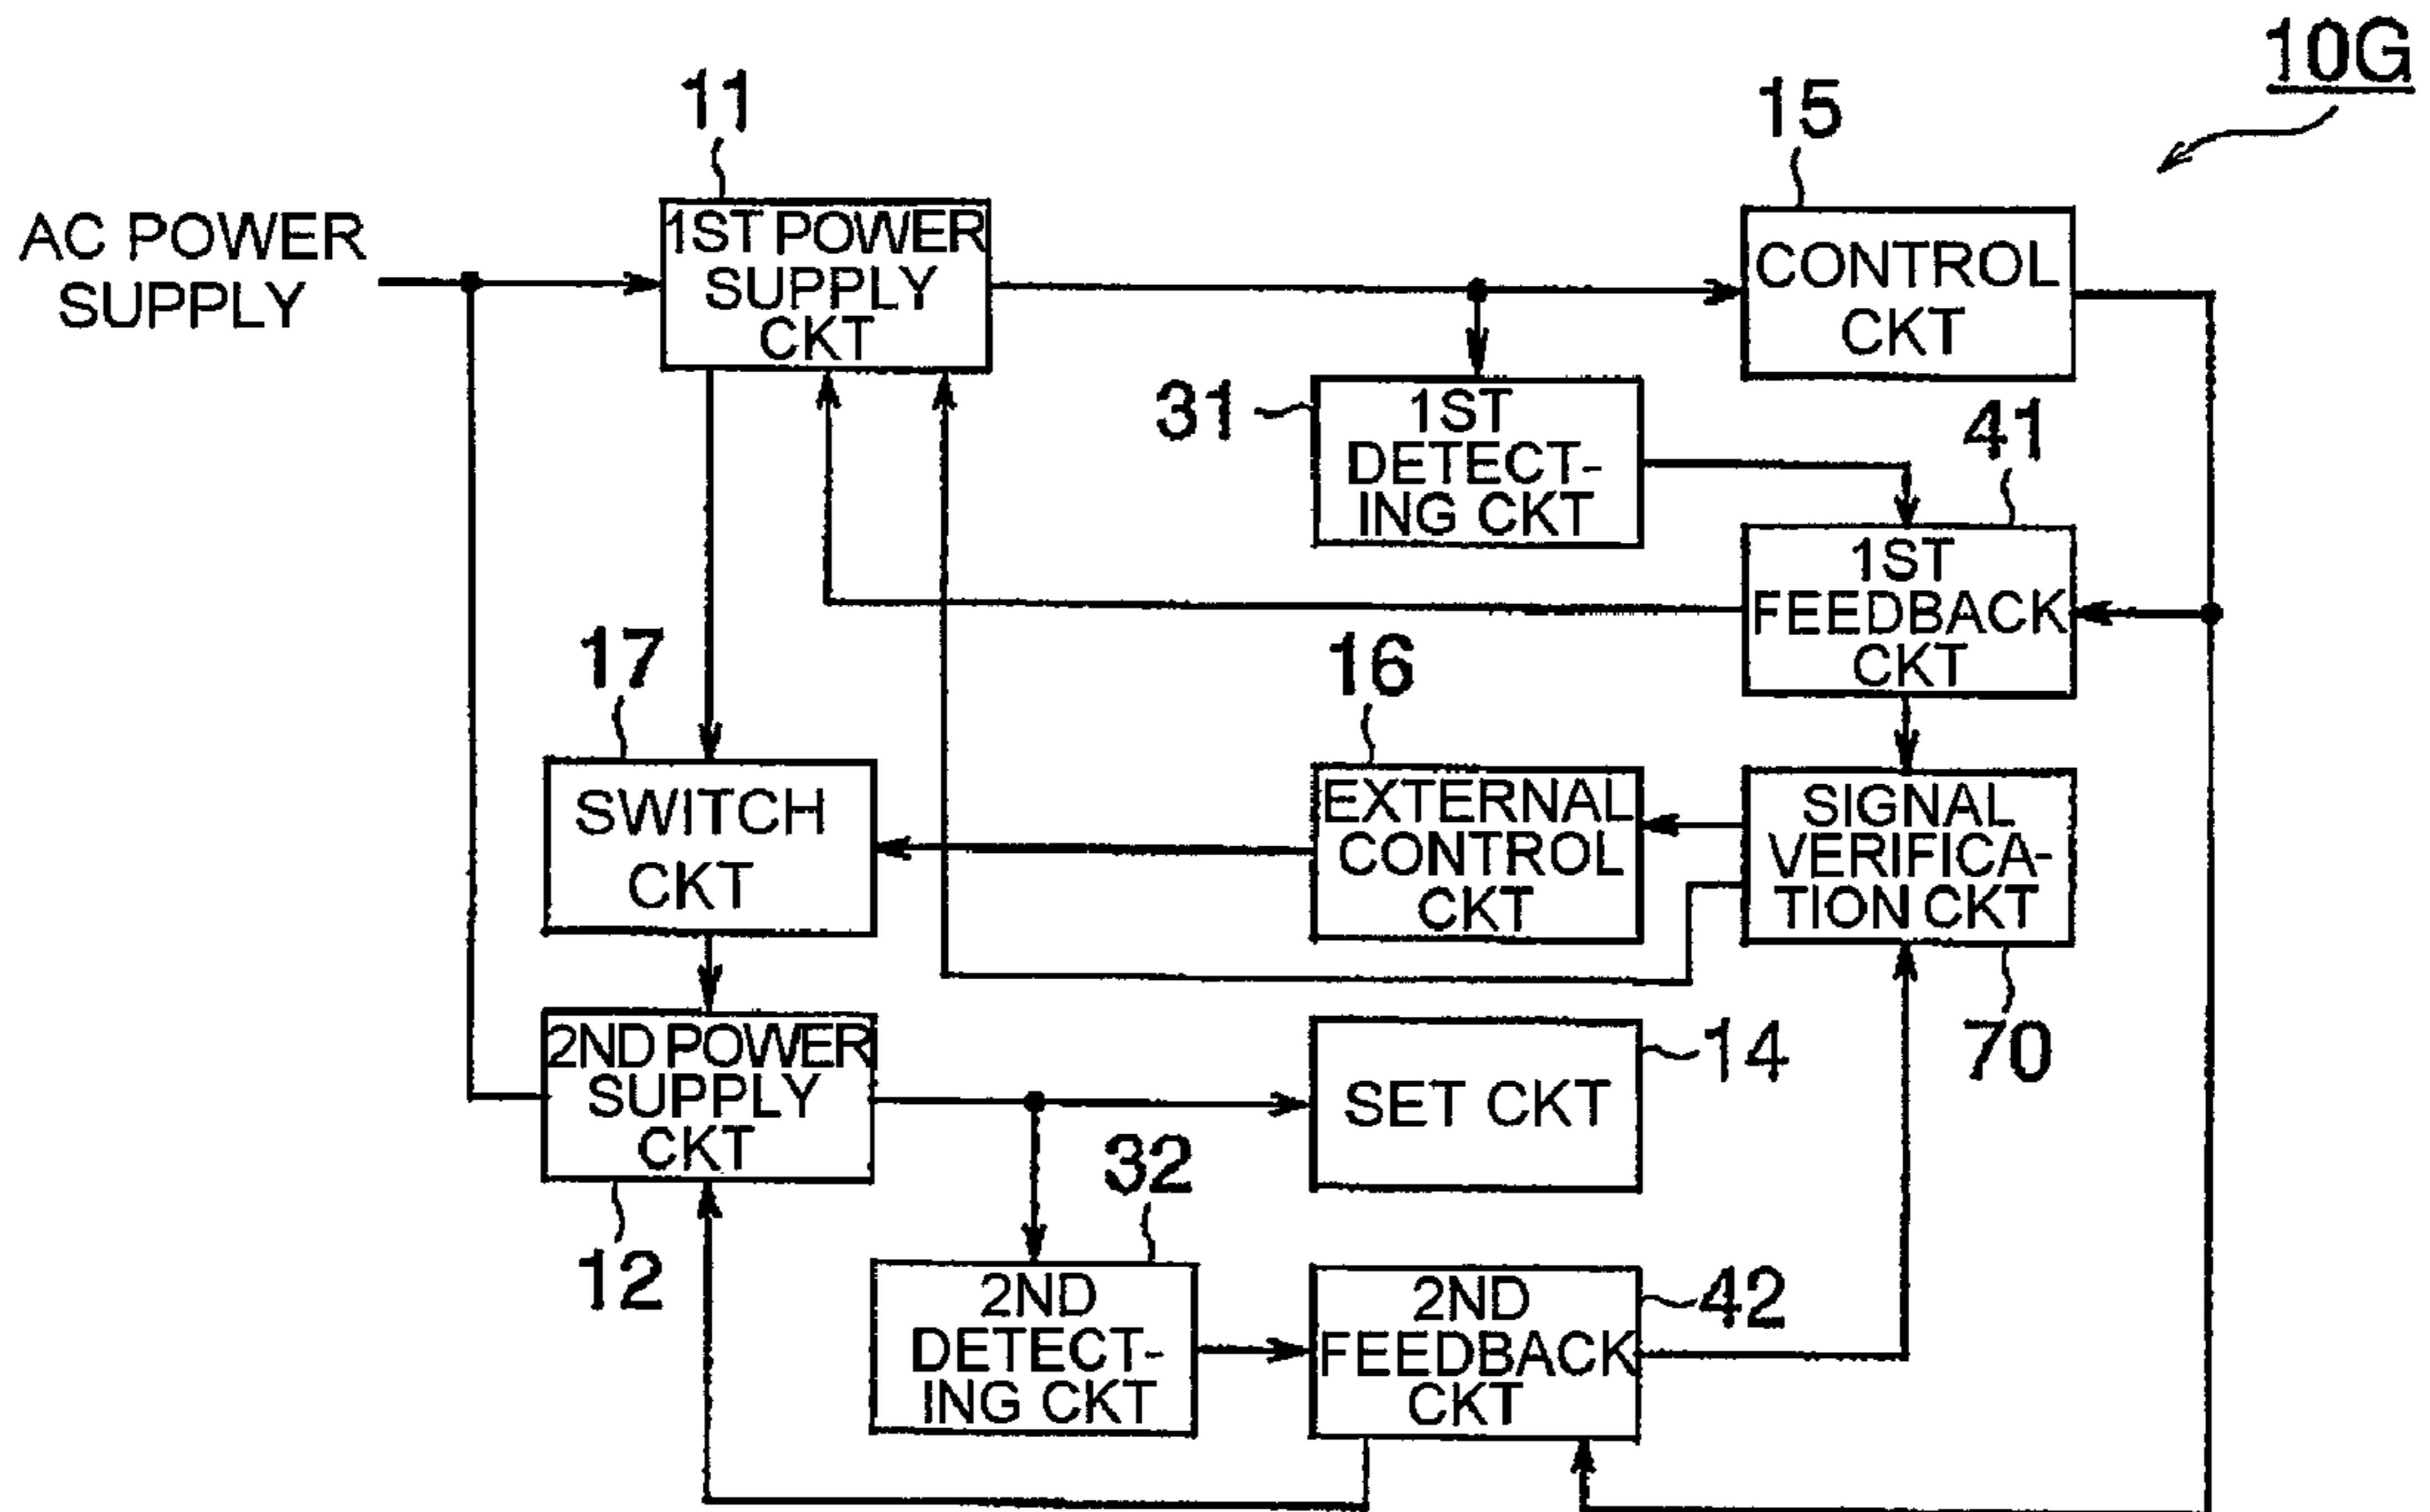 10G
11
15
AC POWER
SUPPLY
1ST POWER
SUPPLY
CKT
CONTROL
CKT
31
1ST
DETECT-
ING CKT
41
1ST
FEEDBACK
CKT
17
16
SWITCH
CKT
EXTERNAL
CONTROL
CKT
SIGNAL
VERIFICA-
TION CKT
70
2ND POWER
SUPPLY
CKT
12
SET CKT
14
32
2ND
DETECT-
ING CKT
2ND
FEEDBACK
CKT
42